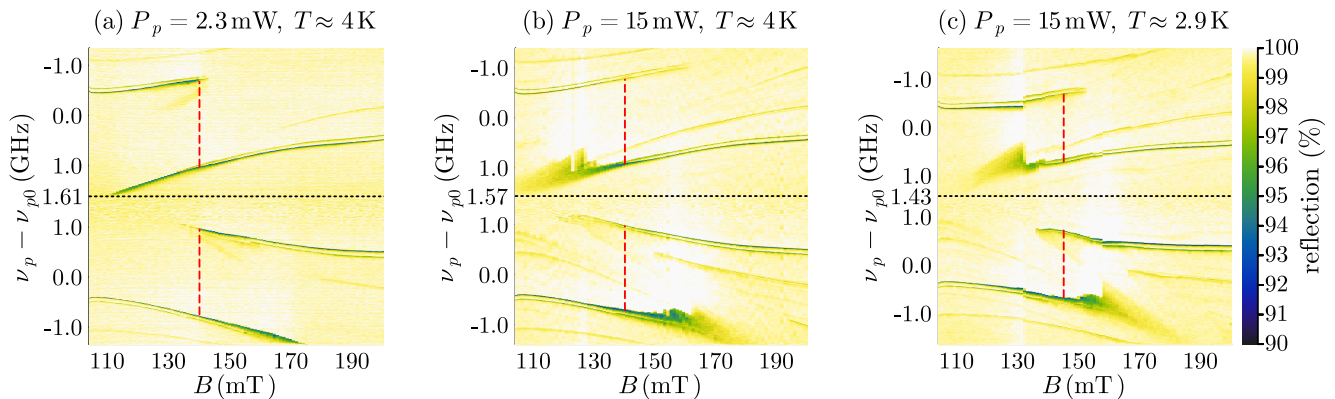 (a) P_p = 2.3 mW, T ≈ 4 K
(b) P_p = 15 mW, T ≈ 4 K
(c) P_p = 15 mW, T ≈ 2.9 K
ν_p − ν_p0 (GHz)
-1.0
0.0
1.0
1.61
1.0
0.0
-1.0
110 130 150 170 190
B (mT)
ν_p − ν_p0 (GHz)
-1.0
0.0
1.0
1.57
1.0
0.0
-1.0
110 130 150 170 190
B (mT)
ν_p − ν_p0 (GHz)
-1.0
0.0
1.0
1.43
1.0
0.0
-1.0
110 130 150 170 190
B (mT)
100
99
98
97
96
95
94
93
92
91
90
reflection (%)